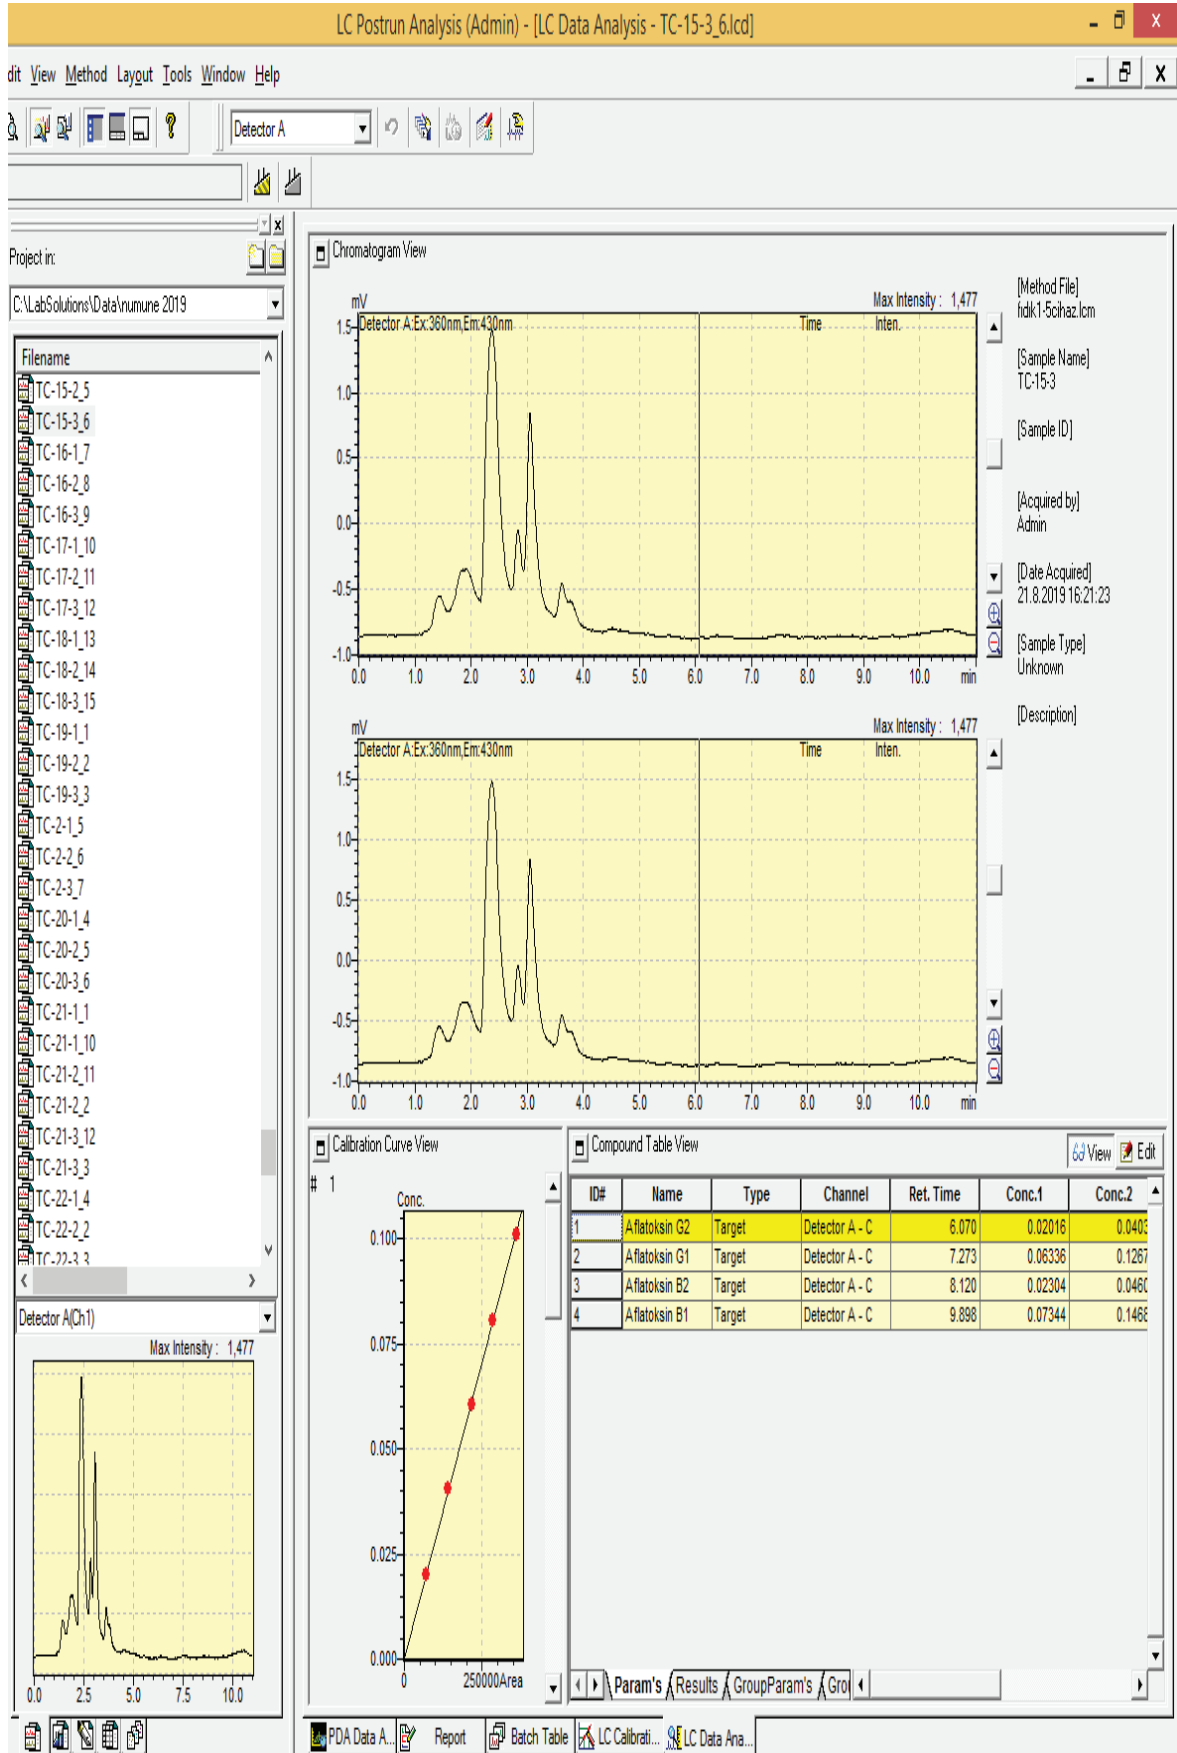 LC Postrun Analysis (Admin) - [LC Data Analysis - TC-15-3_6.lcd]
dit View Method Layout Tools Window Help
Detector A
Project in:
C:\LabSolutions\Data\numune 2019
Filename
TC-15-2_5
TC-15-3_6
TC-16-1_7
TC-16-2_8
TC-16-3_9
TC-17-1_10
TC-17-2_11
TC-17-3_12
TC-18-1_13
TC-18-2_14
TC-18-3_15
TC-19-1_1
TC-19-2_2
TC-19-3_3
TC-2-1_5
TC-2-2_6
TC-2-3_7
TC-20-1_4
TC-20-2_5
TC-20-3_6
TC-21-1_1
TC-21-1_10
TC-21-2_11
TC-21-2_2
TC-21-3_12
TC-21-3_3
TC-22-1_4
TC-22-2_2
TC-22-3_3
Detector A(Ch1)
Max Intensity : 1,477
0.0 2.5 5.0 7.5 10.0
Chromatogram View
mV
Max Intensity : 1,477
Detector A:Ex:360nm,Em:430nm
Time Inten.
1.5
1.0
0.5
0.0
-0.5
-1.0
0.0 1.0 2.0 3.0 4.0 5.0 6.0 7.0 8.0 9.0 10.0 min
mV
Max Intensity : 1,477
Detector A:Ex:360nm,Em:430nm
Time Inten.
1.5
1.0
0.5
0.0
-0.5
-1.0
0.0 1.0 2.0 3.0 4.0 5.0 6.0 7.0 8.0 9.0 10.0 min
[Method File]
fidik1-5cihaz.lcm
[Sample Name]
TC-15-3
[Sample ID]
[Acquired by]
Admin
[Date Acquired]
21.8.2019 16:21:23
[Sample Type]
Unknown
[Description]
Calibration Curve View
# 1
Conc.
0.100
0.075
0.050
0.025
0.000
0 250000 Area
Compound Table View
View Edit
ID# Name Type Channel Ret. Time Conc.1 Conc.2
1 Aflatoksin G2 Target Detector A - C 6.070 0.02016 0.0403
2 Aflatoksin G1 Target Detector A - C 7.273 0.06336 0.1267
3 Aflatoksin B2 Target Detector A - C 8.120 0.02304 0.0460
4 Aflatoksin B1 Target Detector A - C 9.898 0.07344 0.1468
Param's Results GroupParam's Gro
PDA Data A... Report Batch Table LC Calibrati... LC Data Ana...